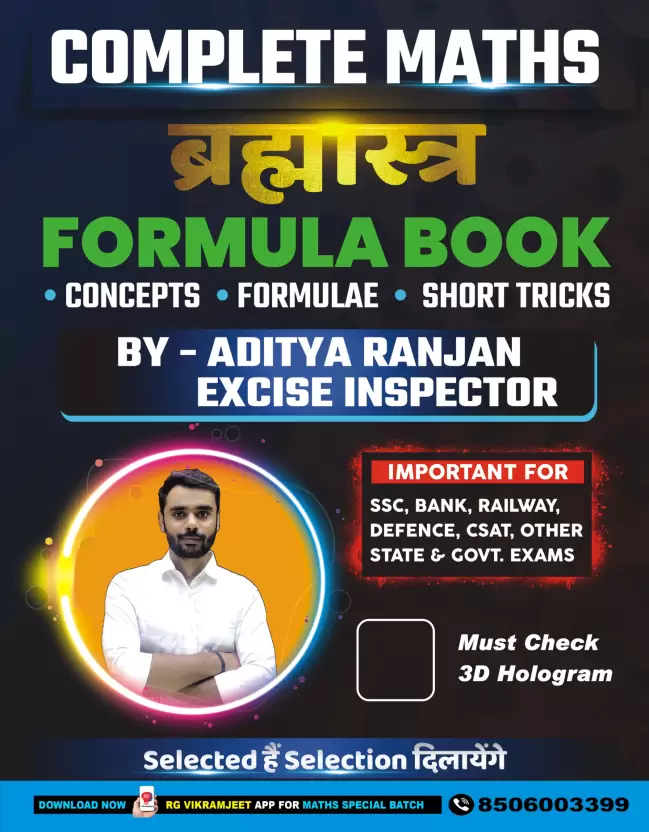 COMPLETE MATHS
ब्रह्मास्त्र
FORMULA BOOK
• CONCEPTS • FORMULAE • SHORT TRICKS
BY - ADITYA RANJAN
EXCISE INSPECTOR
IMPORTANT FOR
SSC, BANK, RAILWAY,
DEFENCE, CSAT, OTHER
STATE & GOVT. EXAMS
Must Check
3D Hologram
Selected हैं Selection दिलायेंगे
DOWNLOAD NOW RG VIKRAMJEET APP FOR MATHS SPECIAL BATCH 8506003399